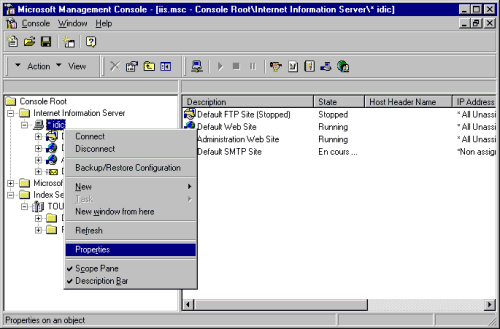 Microsoft Management Console - [iis.msc - Console Root\Internet Information Server\* idic]
Console Window Help
Action View
Console Root
Internet Information Server
* idic
Microsof
Index Se
TOU
Connect
Disconnect
Backup/Restore Configuration
New
Task
New window from here
Refresh
Properties
Scope Pane
Description Bar
Description State Host Header Name IP Address
Default FTP Site (Stopped) Stopped * All Unassi
Default Web Site Running * All Unassi
Administration Web Site Running * All Unassi
Default SMTP Site En cours ... *Non assign
Properties on an object